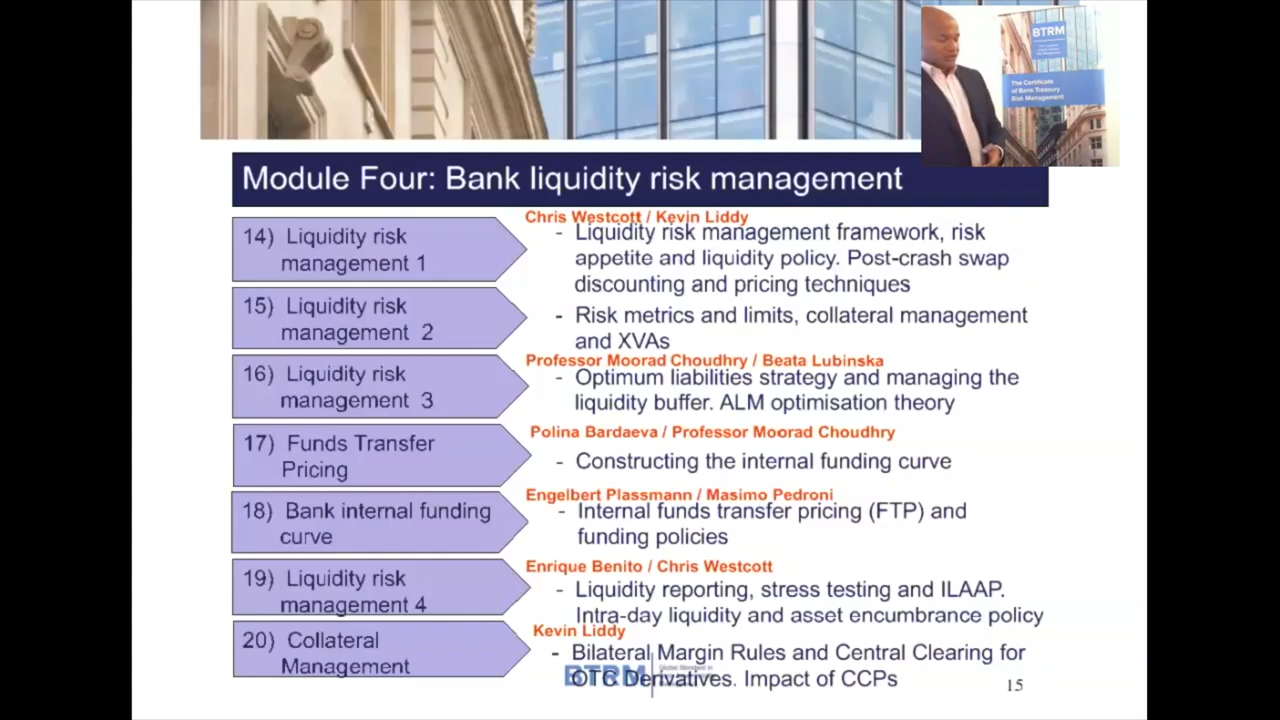 BTRM
The Certificate
of Bank Treasury
Risk Management
Module Four: Bank liquidity risk management
14) Liquidity risk
management 1
Chris Westcott / Kevin Liddy
- Liquidity risk management framework, risk
appetite and liquidity policy. Post-crash swap
discounting and pricing techniques
15) Liquidity risk
management 2
- Risk metrics and limits, collateral management
and XVAs
16) Liquidity risk
management 3
Professor Moorad Choudhry / Beata Lubinska
- Optimum liabilities strategy and managing the
liquidity buffer. ALM optimisation theory
17) Funds Transfer
Pricing
Polina Bardaeva / Professor Moorad Choudhry
- Constructing the internal funding curve
18) Bank internal funding
curve
Engelbert Plassmann / Masimo Pedroni
- Internal funds transfer pricing (FTP) and
funding policies
19) Liquidity risk
management 4
Enrique Benito / Chris Westcott
- Liquidity reporting, stress testing and ILAAP.
Intra-day liquidity and asset encumbrance policy
20) Collateral
Management
Kevin Liddy
- Bilateral Margin Rules and Central Clearing for
OTC Derivatives. Impact of CCPs
BTRM
Global Standard in
15